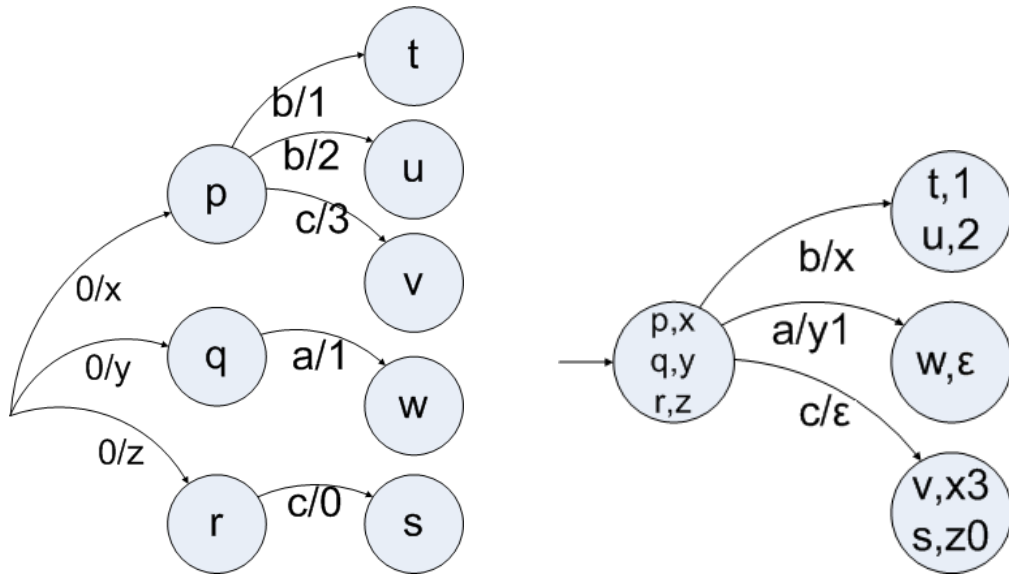 t
b/1
b/2
u
p
c/3
v
0/x
0/y
q
a/1
w
0/z
r
c/0
s
t,1
u,2
b/x
p,x
q,y
r,z
a/y1
w,ε
c/ε
v,x3
s,z0